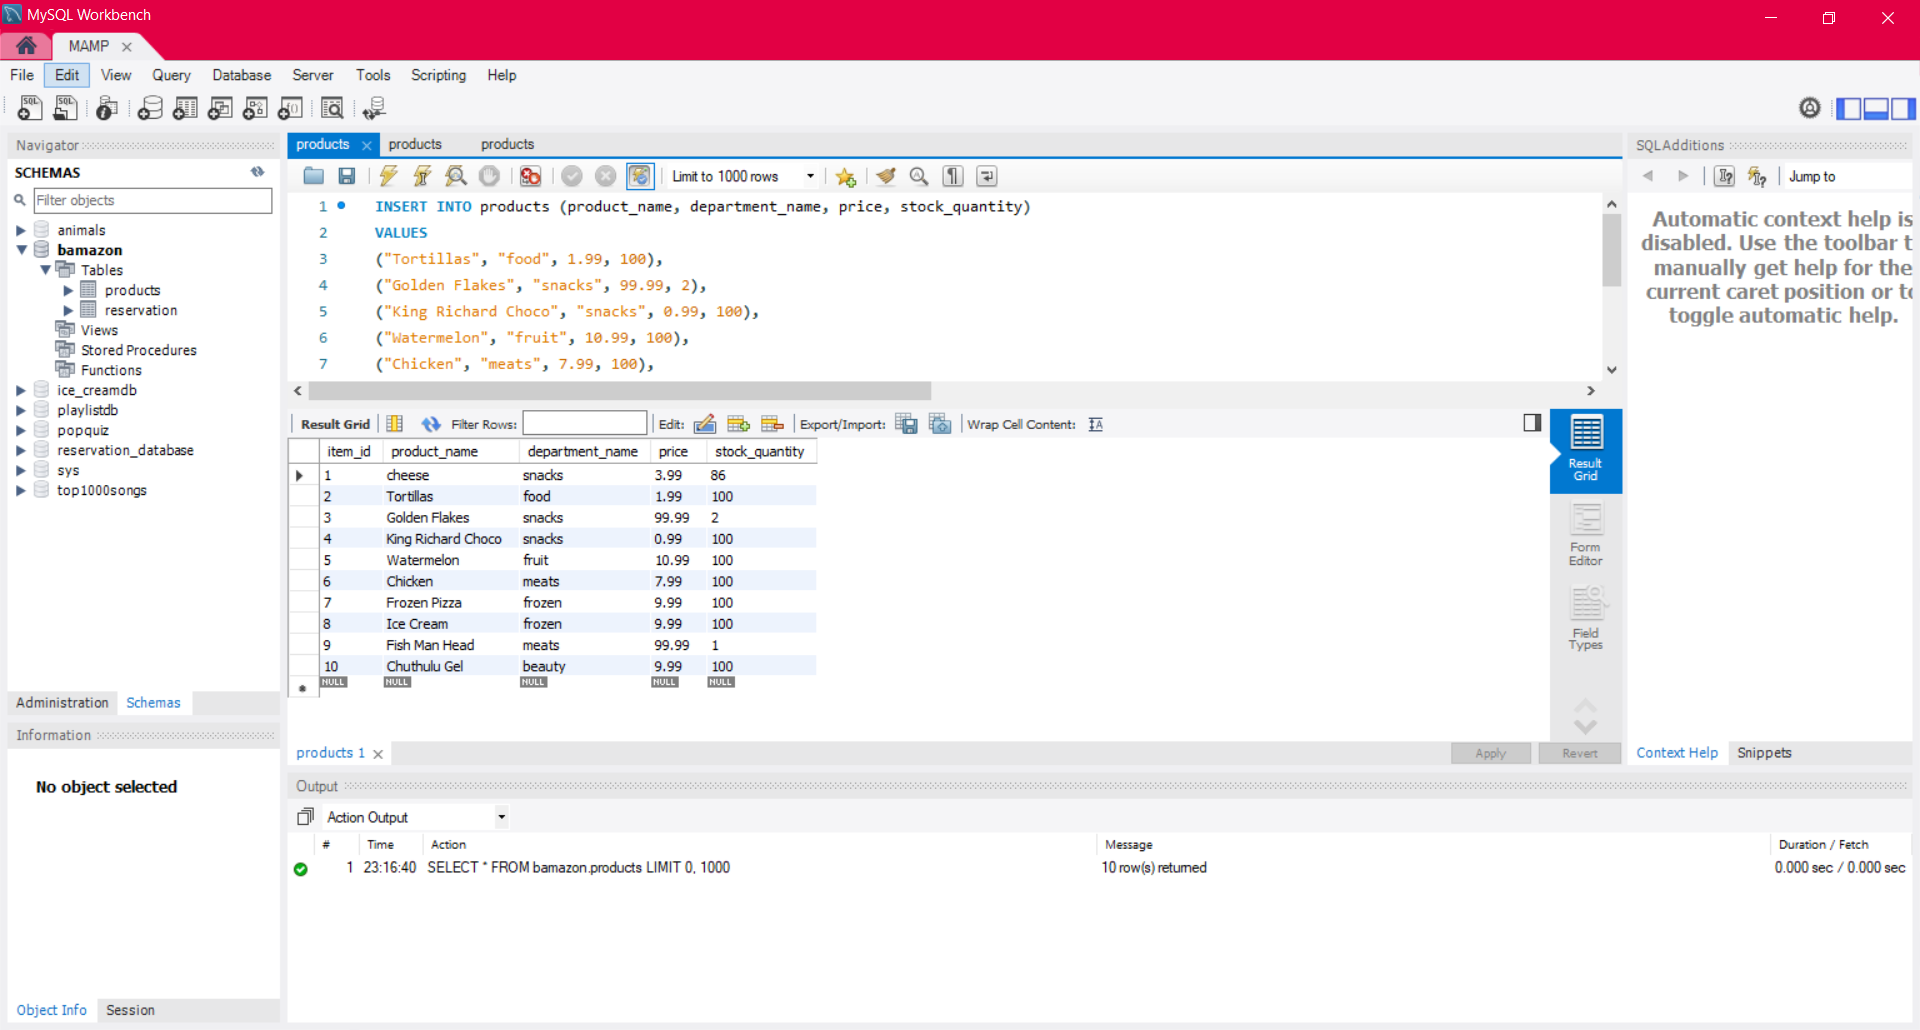 MySQL Workbench
MAMP
File Edit View Query Database Server Tools Scripting Help
Navigator
SCHEMAS
Filter objects
animals
bamazon
Tables
products
reservation
Views
Stored Procedures
Functions
ice_creamdb
playlistdb
popquiz
reservation_database
sys
top1000songs
Administration Schemas
Information
No object selected
Object Info Session
products products products
Limit to 1000 rows
1 INSERT INTO products (product_name, department_name, price, stock_quantity)
2 VALUES
3 ("Tortillas", "food", 1.99, 100),
4 ("Golden Flakes", "snacks", 99.99, 2),
5 ("King Richard Choco", "snacks", 0.99, 100),
6 ("Watermelon", "fruit", 10.99, 100),
7 ("Chicken", "meats", 7.99, 100),
Result Grid Filter Rows: Edit: Export/Import: Wrap Cell Content:
item_id product_name department_name price stock_quantity
1 cheese snacks 3.99 86
2 Tortillas food 1.99 100
3 Golden Flakes snacks 99.99 2
4 King Richard Choco snacks 0.99 100
5 Watermelon fruit 10.99 100
6 Chicken meats 7.99 100
7 Frozen Pizza frozen 9.99 100
8 Ice Cream frozen 9.99 100
9 Fish Man Head meats 99.99 1
10 Chuthulu Gel beauty 9.99 100
NULL NULL NULL NULL NULL
Result
Grid
Form
Editor
Field
Types
products 1
Apply Revert
SQLAdditions
Jump to
Automatic context help is
disabled. Use the toolbar t
manually get help for the
current caret position or to
toggle automatic help.
Context Help Snippets
Output
Action Output
# Time Action Message Duration / Fetch
1 23:16:40 SELECT * FROM bamazon.products LIMIT 0, 1000 10 row(s) returned 0.000 sec / 0.000 sec